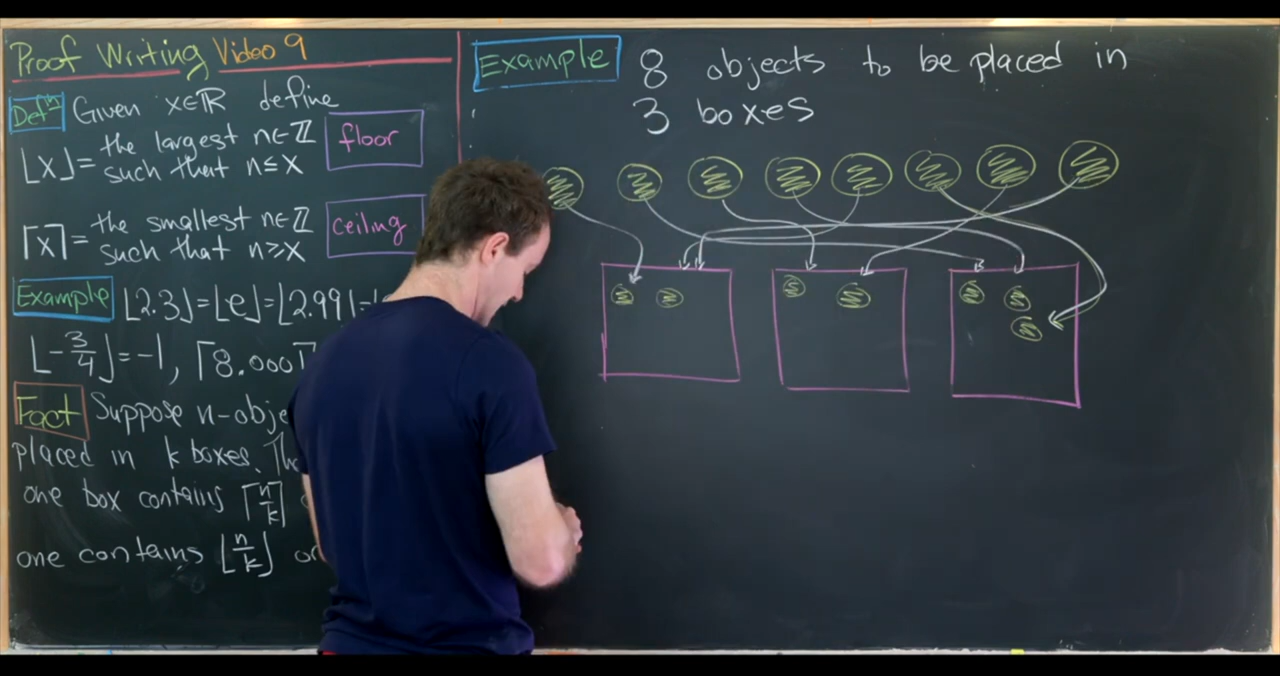 Proof Writing Video 9
Defⁿ Given x∈ℝ define
⌊x⌋= the largest n∈ℤ
such that n≤x
floor
⌈x⌉= the smallest n∈ℤ
such that n≥x
ceiling
Example ⌊2.3⌋=⌊e⌋=⌊2.99⌋=
⌊-3/4⌋=-1, ⌈8.0001⌉
Fact Suppose n-obje
placed in k boxes. Th
one box contains ⌈n/k⌉
one contains ⌊n/k⌋ or
Example 8 objects to be placed in
3 boxes